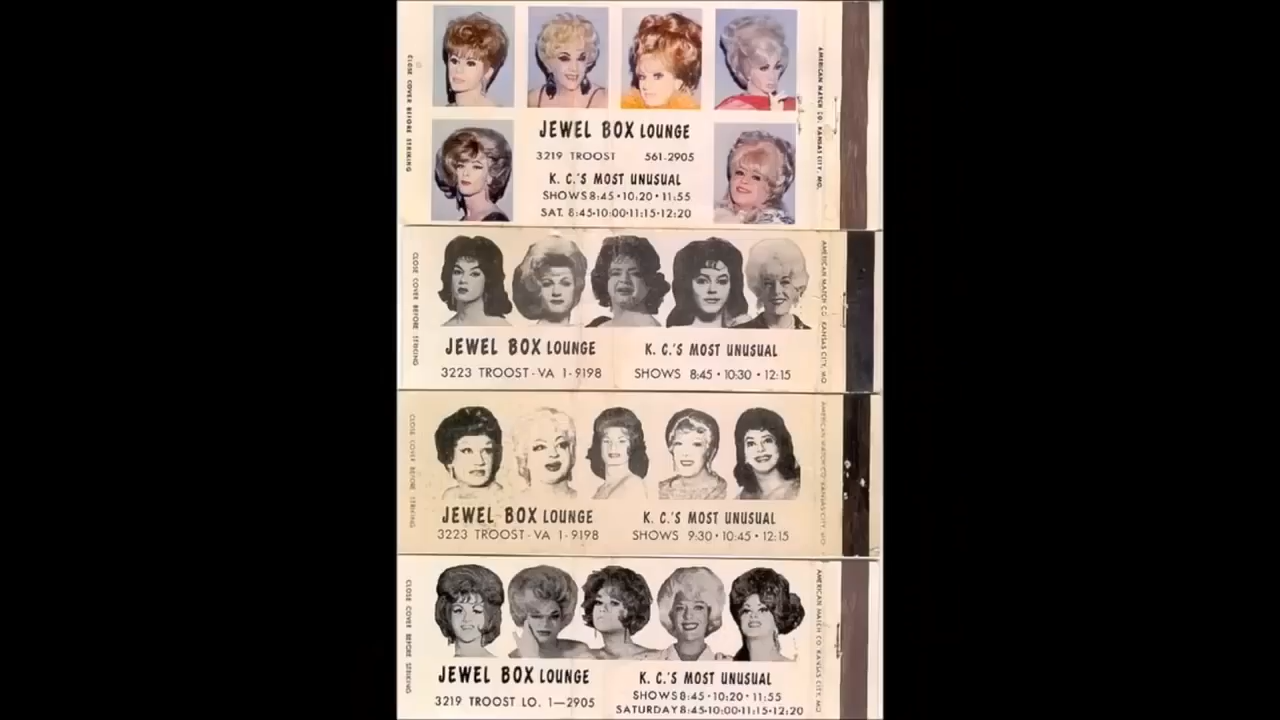 CLOSE COVER BEFORE STRIKING
JEWEL BOX LOUNGE
3219 TROOST 561-2905
K. C.'S MOST UNUSUAL
SHOWS 8:45 • 10:20 • 11:55
SAT. 8:45•10:00•11:15•12:20
AMERICAN MATCH CO. KANSAS CITY, MO.
CLOSE COVER BEFORE STRIKING
JEWEL BOX LOUNGE
3223 TROOST - VA 1-9198
K. C.'S MOST UNUSUAL
SHOWS 8:45 • 10:30 • 12:15
AMERICAN MATCH CO. KANSAS CITY, MO
CLOSE COVER BEFORE STRIKING
JEWEL BOX LOUNGE
3223 TROOST - VA 1-9198
K. C.'S MOST UNUSUAL
SHOWS 9:30 • 10:45 • 12:15
AMERICAN MATCH CO. KANSAS CITY, MO.
CLOSE COVER BEFORE STRIKING
JEWEL BOX LOUNGE
3219 TROOST LO. 1—2905
K. C.'S MOST UNUSUAL
SHOWS 8:45 • 10:20 • 11:55
SATURDAY 8:45•10:00•11:15•12:20
AMERICAN MATCH CO. KANSAS CITY, MO